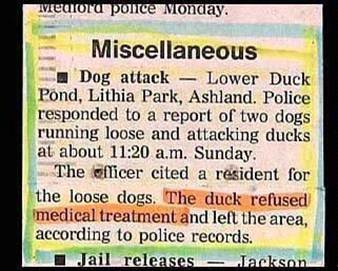 Medford police Monday.
Miscellaneous
■ Dog attack — Lower Duck
Pond, Lithia Park, Ashland. Police
responded to a report of two dogs
running loose and attacking ducks
at about 11:20 a.m. Sunday.
The officer cited a resident for
the loose dogs. The duck refused
medical treatment and left the area,
according to police records.
■ Jail releases — Jackson